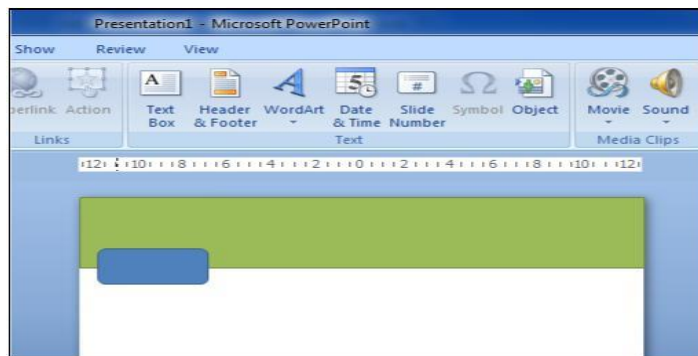 Presentation1 - Microsoft PowerPoint
Show Review View
Action
Text Box
Header & Footer
WordArt
Date & Time
Slide Number
Symbol
Object
Movie
Sound
Links
Text
Media Clips
12 10 8 6 4 2 0 2 4 6 8 10 12